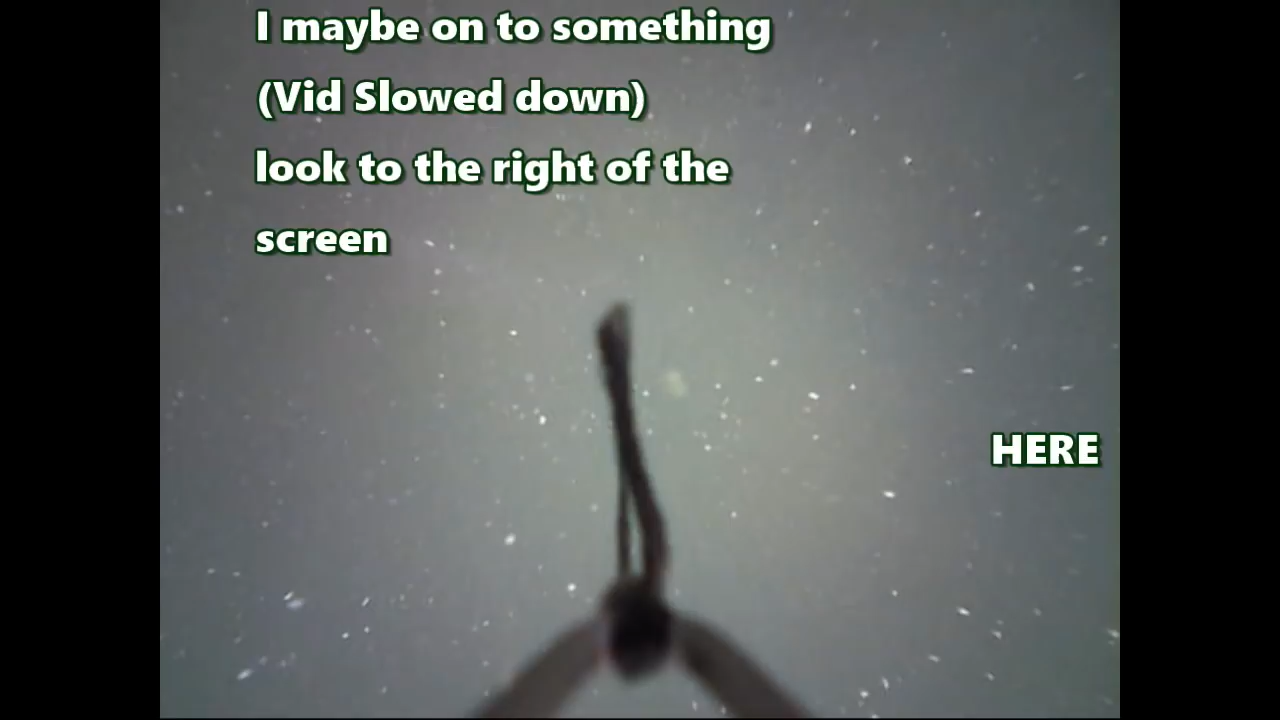 I maybe on to something
(Vid Slowed down)
look to the right of the
screen
HERE